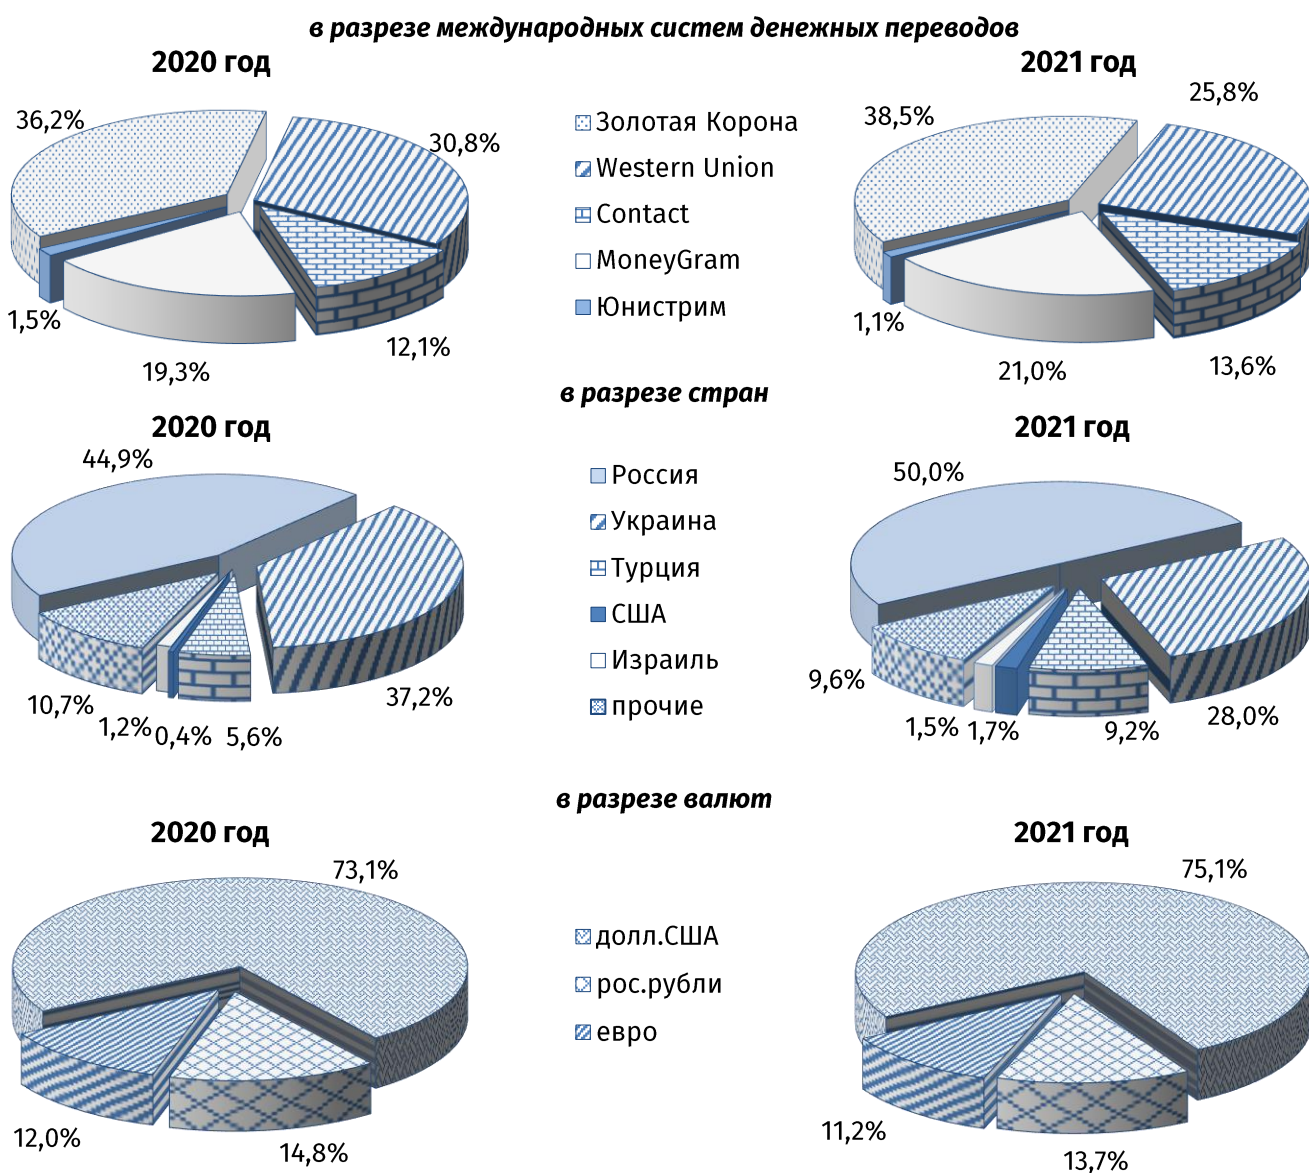 в разрезе международных систем денежных переводов
2020 год
2021 год
36,2%
30,8%
12,1%
19,3%
1,5%
Золотая Корона
Western Union
Contact
MoneyGram
Юнистрим
38,5%
25,8%
13,6%
21,0%
1,1%
в разрезе стран
2020 год
2021 год
44,9%
37,2%
5,6%
0,4%
1,2%
10,7%
Россия
Украина
Турция
США
Израиль
прочие
50,0%
28,0%
9,2%
1,7%
1,5%
9,6%
в разрезе валют
2020 год
2021 год
73,1%
14,8%
12,0%
долл.США
рос.рубли
евро
75,1%
13,7%
11,2%